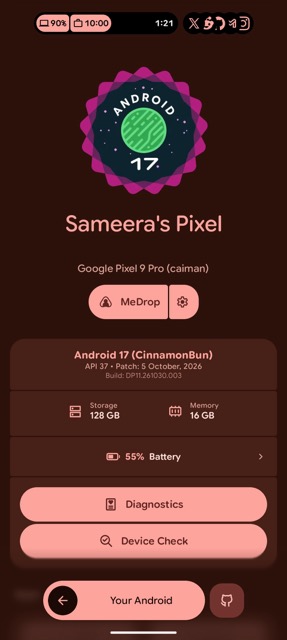 90% 10:00 1:21
ANDROID
17
Sameera's Pixel
Google Pixel 9 Pro (caiman)
MeDrop
Android 17 (CinnamonBun)
API 37 • Patch: 5 October, 2026
Build: DP11.261030.003
Storage
128 GB
Memory
16 GB
55% Battery
Diagnostics
Device Check
Your Android